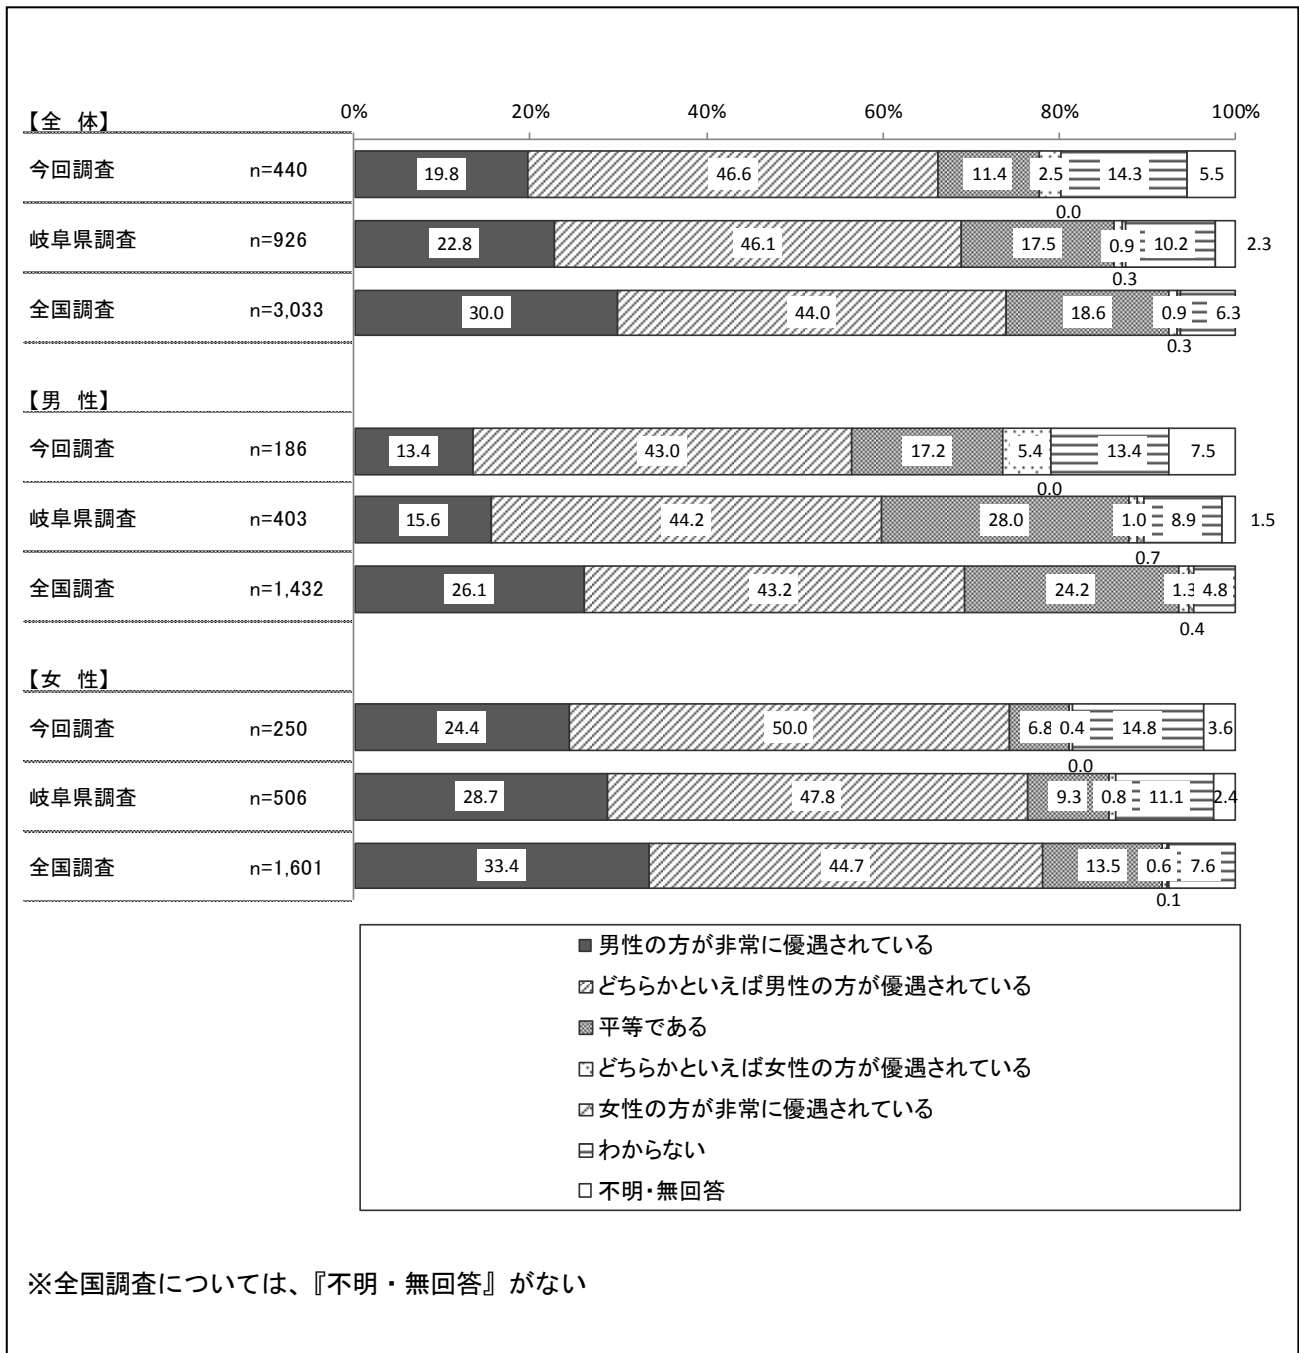 0% 20% 40% 60% 80% 100%
【全 体】
今回調査 n=440 19.8 46.6 11.4 2.5 14.3 5.5
0.0
岐阜県調査 n=926 22.8 46.1 17.5 0.9 10.2 2.3
0.3
全国調査 n=3,033 30.0 44.0 18.6 0.9 6.3
0.3
【男 性】
今回調査 n=186 13.4 43.0 17.2 5.4 13.4 7.5
0.0
岐阜県調査 n=403 15.6 44.2 28.0 1.0 8.9 1.5
0.7
全国調査 n=1,432 26.1 43.2 24.2 1.3 4.8
0.4
【女 性】
今回調査 n=250 24.4 50.0 6.8 0.4 14.8 3.6
0.0
岐阜県調査 n=506 28.7 47.8 9.3 0.8 11.1 2.4
全国調査 n=1,601 33.4 44.7 13.5 0.6 7.6
0.1
男性の方が非常に優遇されている
どちらかといえば男性の方が優遇されている
平等である
どちらかといえば女性の方が優遇されている
女性の方が非常に優遇されている
わからない
不明・無回答
※全国調査については、『不明・無回答』がない